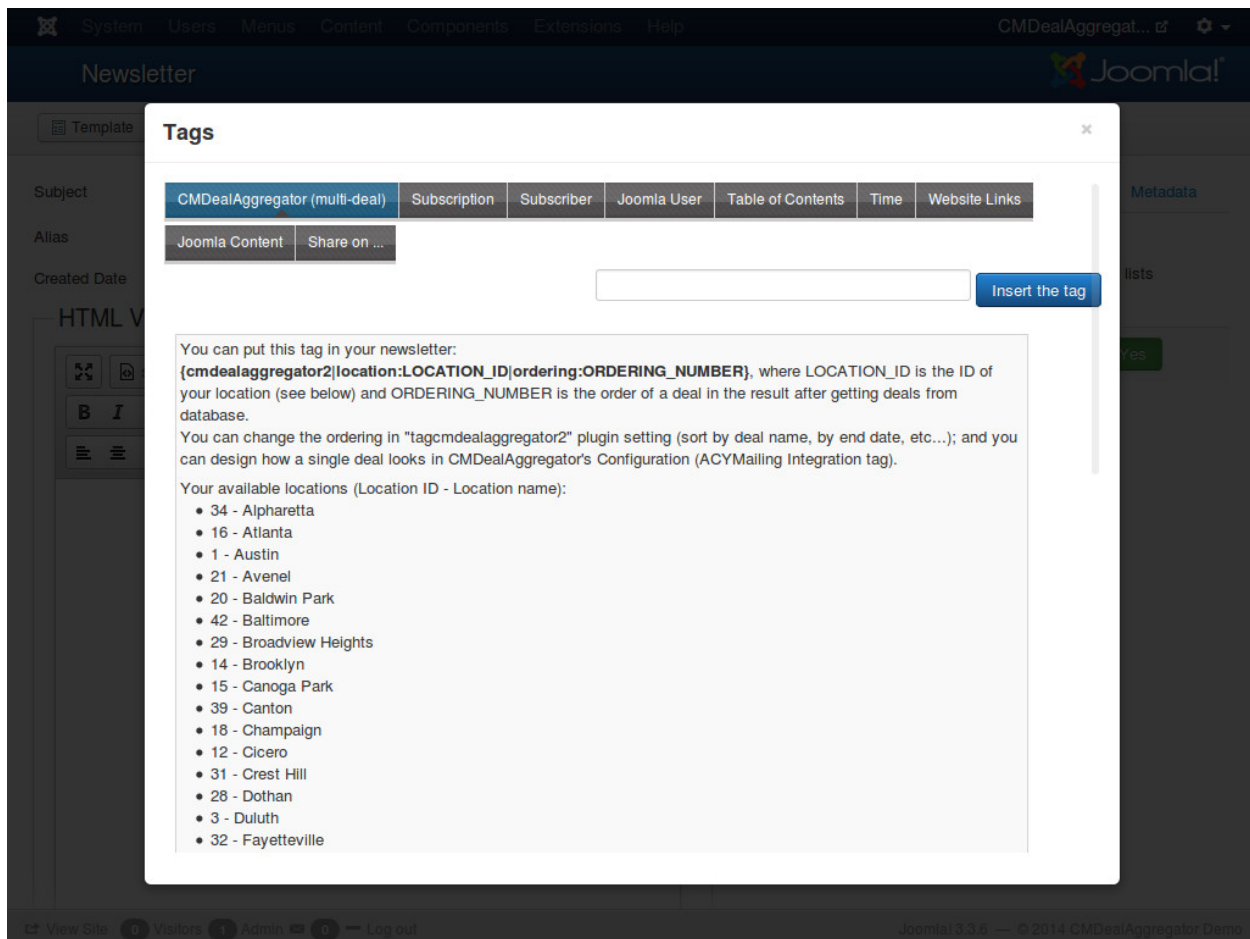 System Users Menus Content Components Extensions Help CMDealAggregat...
Newsletter Joomla!
Template
Tags ×
Subject
CMDealAggregator (multi-deal) Subscription Subscriber Joomla User Table of Contents Time Website Links
Metadata
Alias
Joomla Content Share on ...
Created Date
lists
Insert the tag
HTML V
You can put this tag in your newsletter:
{cmdealaggregator2|location:LOCATION_ID|ordering:ORDERING_NUMBER}, where LOCATION_ID is the ID of
your location (see below) and ORDERING_NUMBER is the order of a deal in the result after getting deals from
database.
You can change the ordering in "tagcmdealaggregator2" plugin setting (sort by deal name, by end date, etc...); and you
can design how a single deal looks in CMDealAggregator's Configuration (ACYMailing Integration tag).
Yes
B I
Your available locations (Location ID - Location name):
• 34 - Alpharetta
• 16 - Atlanta
• 1 - Austin
• 21 - Avenel
• 20 - Baldwin Park
• 42 - Baltimore
• 29 - Broadview Heights
• 14 - Brooklyn
• 15 - Canoga Park
• 39 - Canton
• 18 - Champaign
• 12 - Cicero
• 31 - Crest Hill
• 28 - Dothan
• 3 - Duluth
• 32 - Fayetteville
View Site 0 Visitors 1 Admin 0 Log out Joomla! 3.3.6 — © 2014 CMDealAggregator Demo